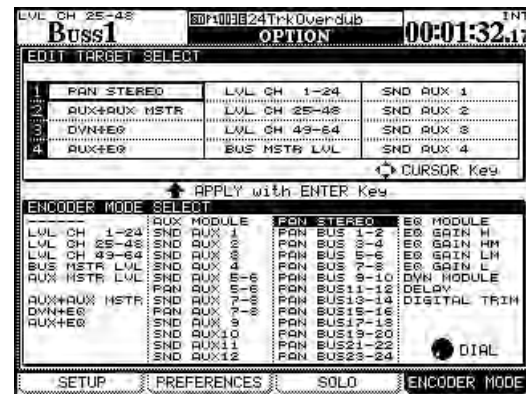 LVL CH 25-48
Buss1
24TrkOverdub
OPTION
INT
00:01:32.17
EDIT TARGET SELECT
1 PAN STEREO LVL CH 1-24 SND AUX 1
2 AUX+AUX MSTR LVL CH 25-48 SND AUX 2
3 DYN+EQ LVL CH 49-64 SND AUX 3
4 AUX+EQ BUS MSTR LVL SND AUX 4
CURSOR Key
APPLY with ENTER Key
ENCODER MODE SELECT
------- AUX MODULE PAN STEREO EQ MODULE
LVL CH 1-24 SND AUX 1 PAN BUS 1-2 EQ GAIN H
LVL CH 25-48 SND AUX 2 PAN BUS 3-4 EQ GAIN HM
LVL CH 49-64 SND AUX 3 PAN BUS 5-6 EQ GAIN LM
BUS MSTR LVL SND AUX 4 PAN BUS 7-8 EQ GAIN L
AUX MSTR LVL SND AUX 5-6 PAN BUS 9-10 DYN MODULE
PAN AUX 5-6 PAN BUS11-12 DELAY
AUX+AUX MSTR SND AUX 7-8 PAN BUS13-14 DIGITAL TRIM
DYN+EQ PAN AUX 7-8 PAN BUS15-16
AUX+EQ SND AUX 9 PAN BUS17-18
SND AUX10 PAN BUS19-20
SND AUX11 PAN BUS21-22
SND AUX12 PAN BUS23-24
DIAL
SETUP PREFERENCES SOLO ENCODER MODE